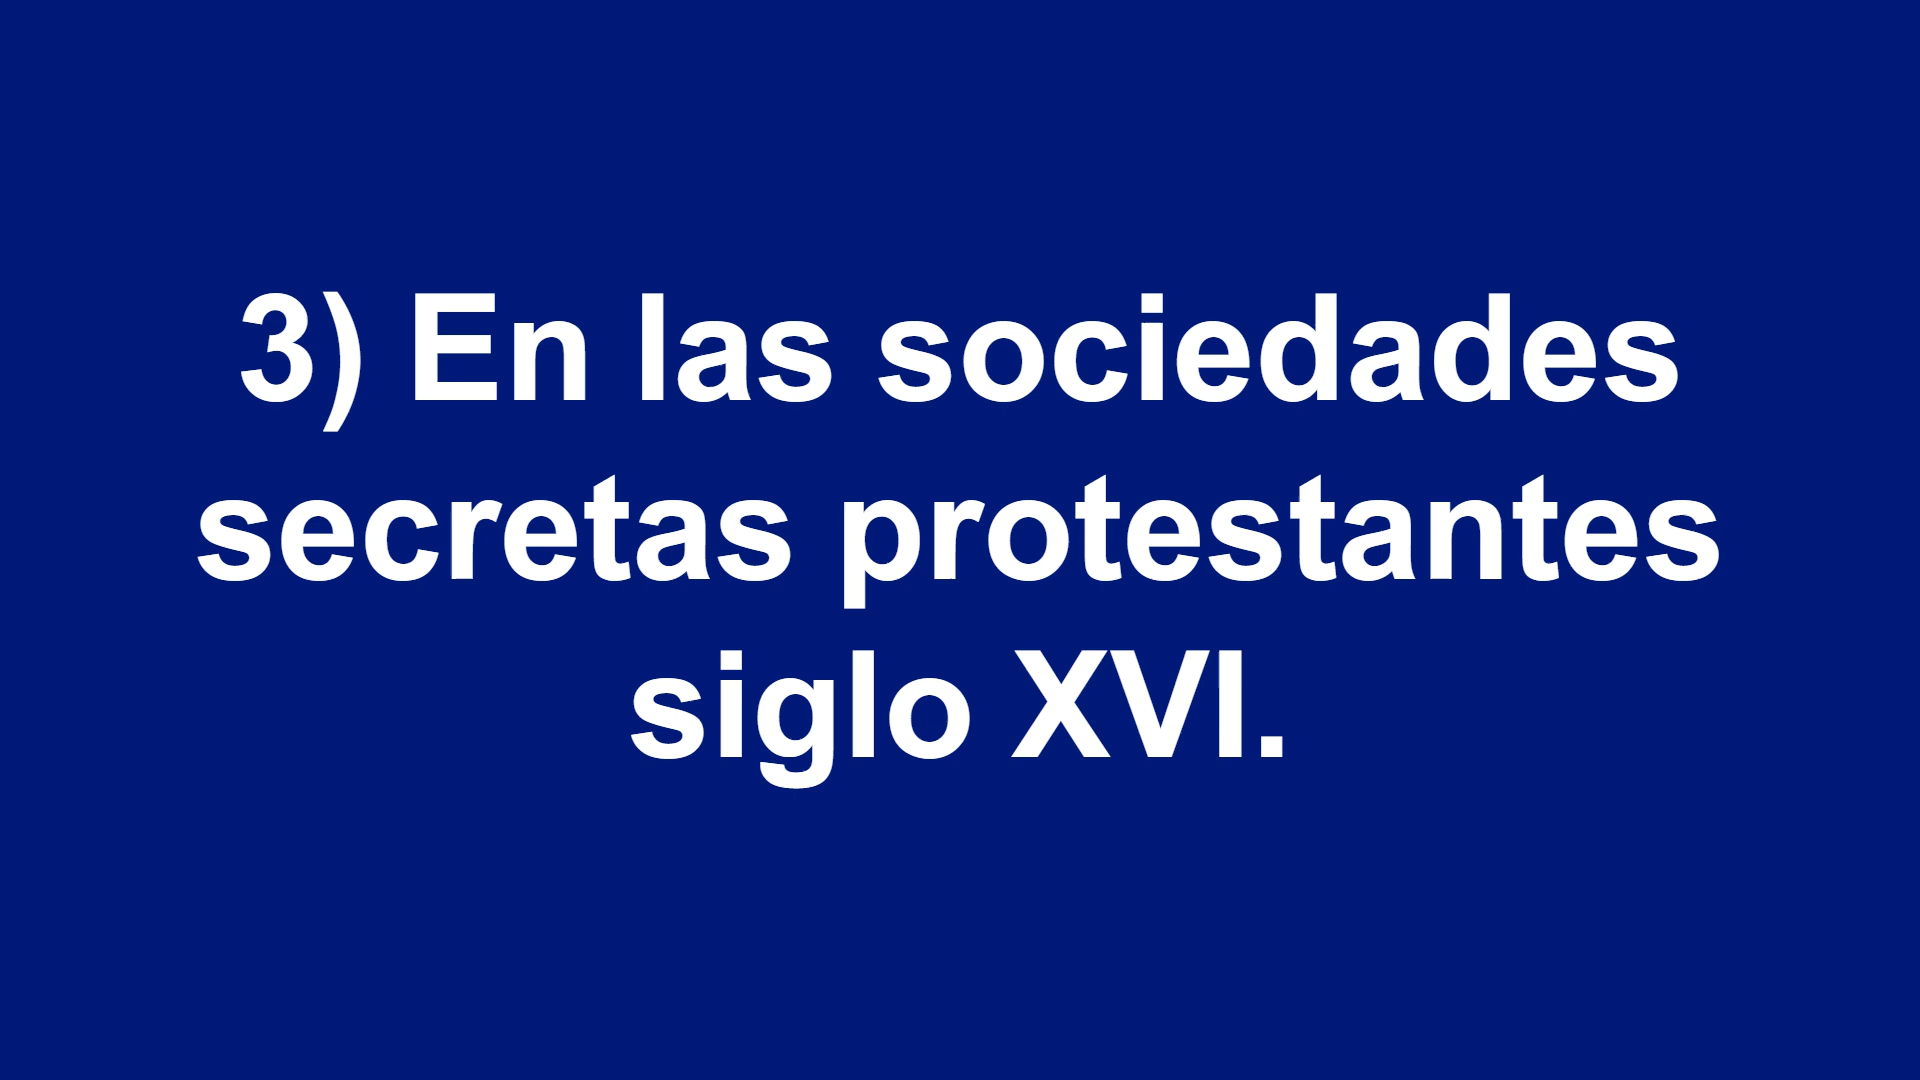 3) En las sociedades
secretas protestantes
siglo XVI.